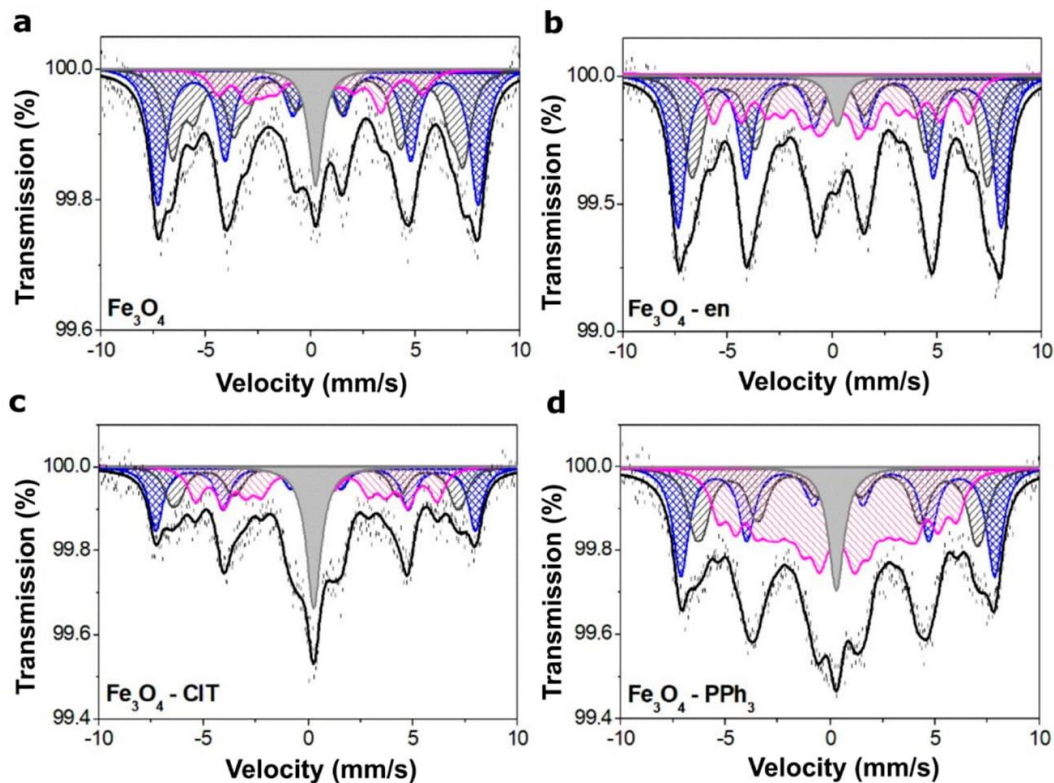 a
100.0
99.8
99.6
Transmission (%)
Fe3O4
-10 -5 0 5 10
Velocity (mm/s)
b
100.0
99.5
99.0
Transmission (%)
Fe3O4 - en
-10 -5 0 5 10
Velocity (mm/s)
c
100.0
99.8
99.6
99.4
Transmission (%)
Fe3O4 - CIT
-10 -5 0 5 10
Velocity (mm/s)
d
100.0
99.8
99.6
99.4
Transmission (%)
Fe3O4 - PPh3
-10 -5 0 5 10
Velocity (mm/s)